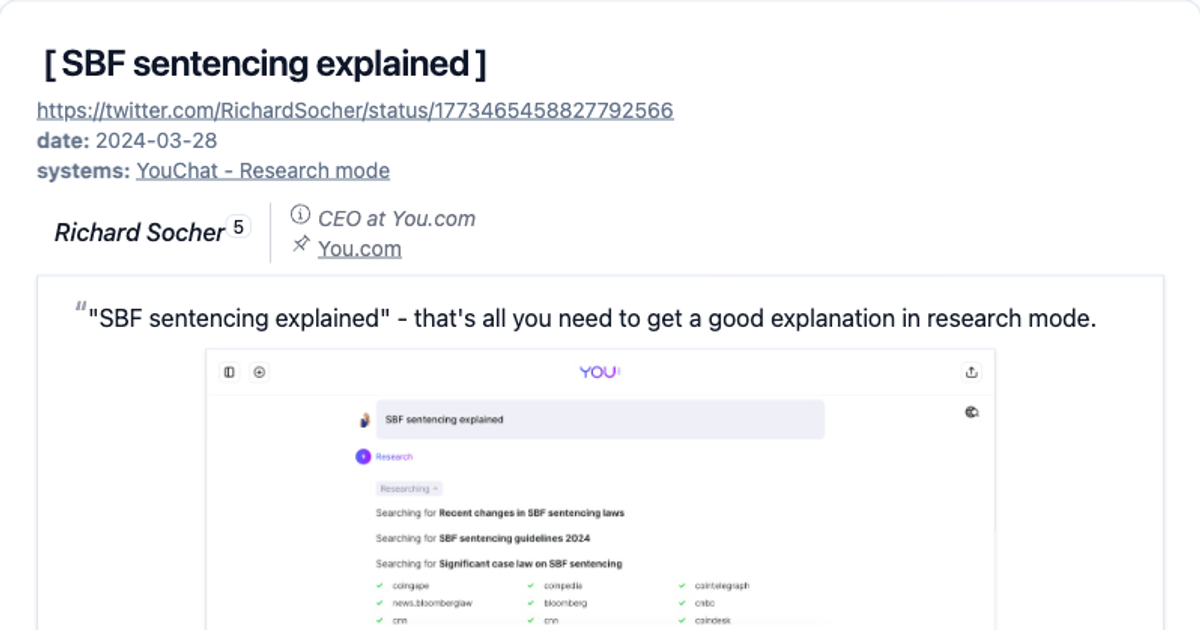 [ SBF sentencing explained ]
https://twitter.com/RichardSocher/status/1773465458827792566
date: 2024-03-28
systems: YouChat - Research mode
Richard Socher 5
CEO at You.com
You.com
“"SBF sentencing explained" - that's all you need to get a good explanation in research mode.
YOU
SBF sentencing explained
Research
Researching
Searching for Recent changes in SBF sentencing laws
Searching for SBF sentencing guidelines 2024
Searching for Significant case law on SBF sentencing
coingape coinpedia cointelegraph
news.bloomberglaw bloomberg cnbc
cnn cnn coindesk